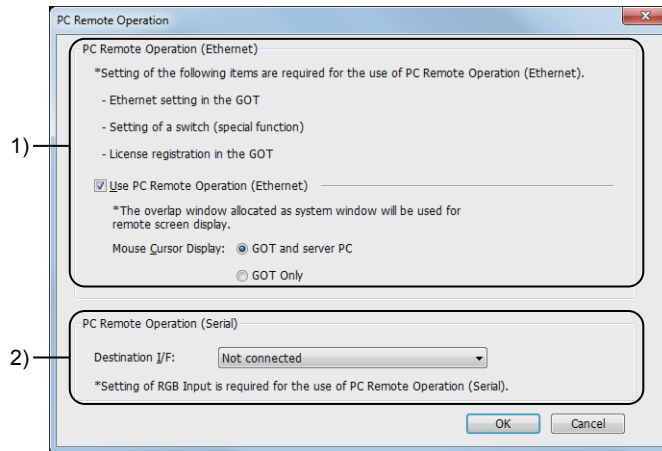 PC Remote Operation
PC Remote Operation (Ethernet)
*Setting of the following items are required for the use of PC Remote Operation (Ethernet).
- Ethernet setting in the GOT
- Setting of a switch (special function)
1)
- License registration in the GOT
Use PC Remote Operation (Ethernet)
*The overlap window allocated as system window will be used for
remote screen display.
Mouse Cursor Display: GOT and server PC
GOT Only
PC Remote Operation (Serial)
2)
Destination I/F: Not connected
*Setting of RGB Input is required for the use of PC Remote Operation (Serial).
OK Cancel